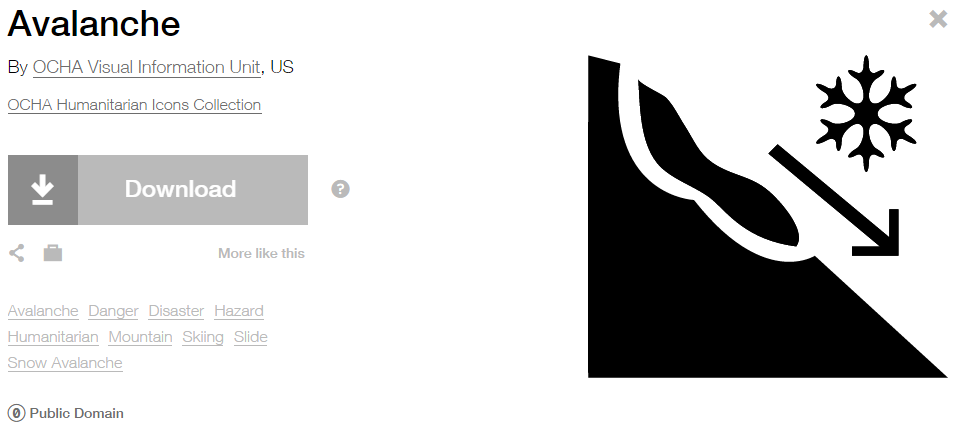 Avalanche
By OCHA Visual Information Unit, US
OCHA Humanitarian Icons Collection
Download
?
More like this
Avalanche Danger Disaster Hazard
Humanitarian Mountain Skiing Slide
Snow Avalanche
0 Public Domain